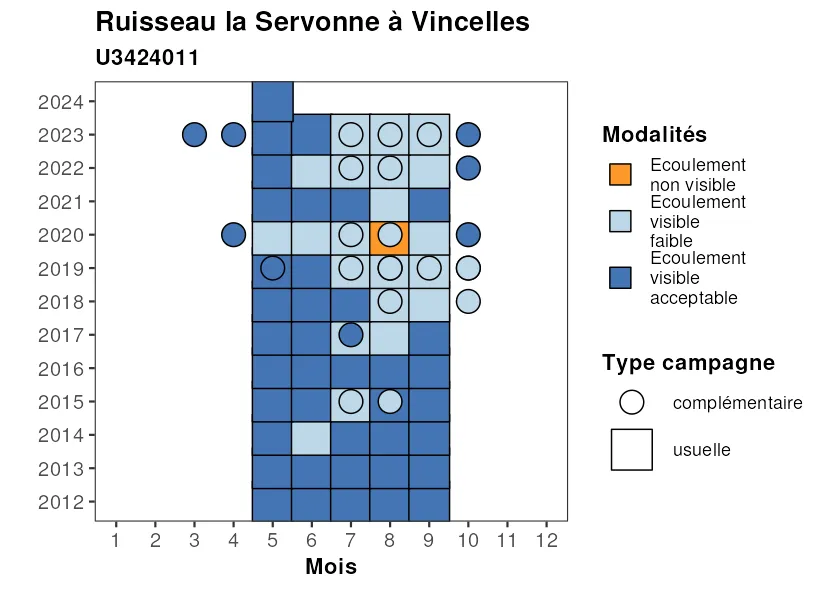 Ruisseau la Servonne à Vincelles
U3424011
2024
2023
2022
2021
2020
2019
2018
2017
2016
2015
2014
2013
2012
1 2 3 4 5 6 7 8 9 10 11 12
Mois
Modalités
Ecoulement
non visible
Ecoulement
visible
faible
Ecoulement
visible
acceptable
Type campagne
complémentaire
usuelle